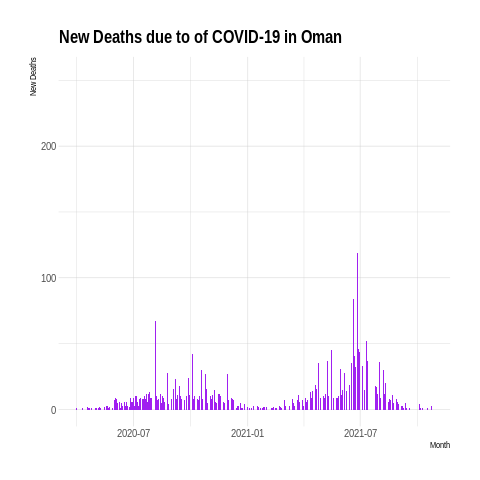 New Deaths due to of COVID-19 in Oman
New Deaths
200
100
0
2020-07
2021-01
2021-07
Month